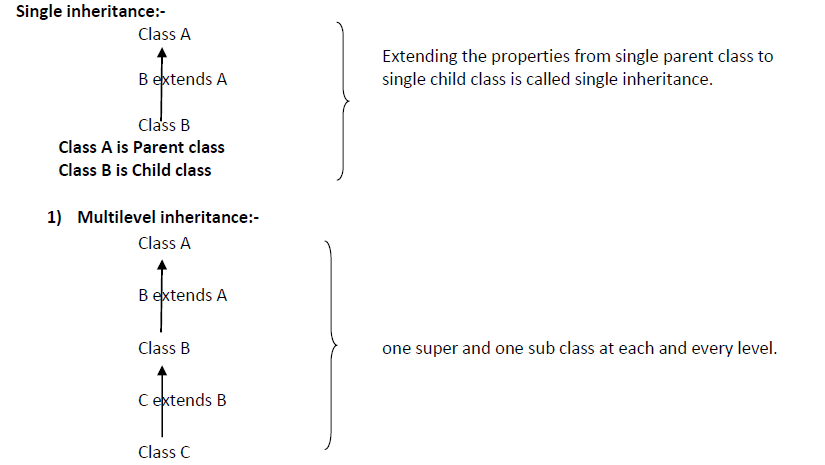 Single inheritance:-
Class A
Extending the properties from single parent class to
B extends A
single child class is called single inheritance.
Class B
Class A is Parent class
Class B is Child class
1) Multilevel inheritance:-
Class A
B extends A
Class B
one super and one sub class at each and every level.
C extends B
Class C